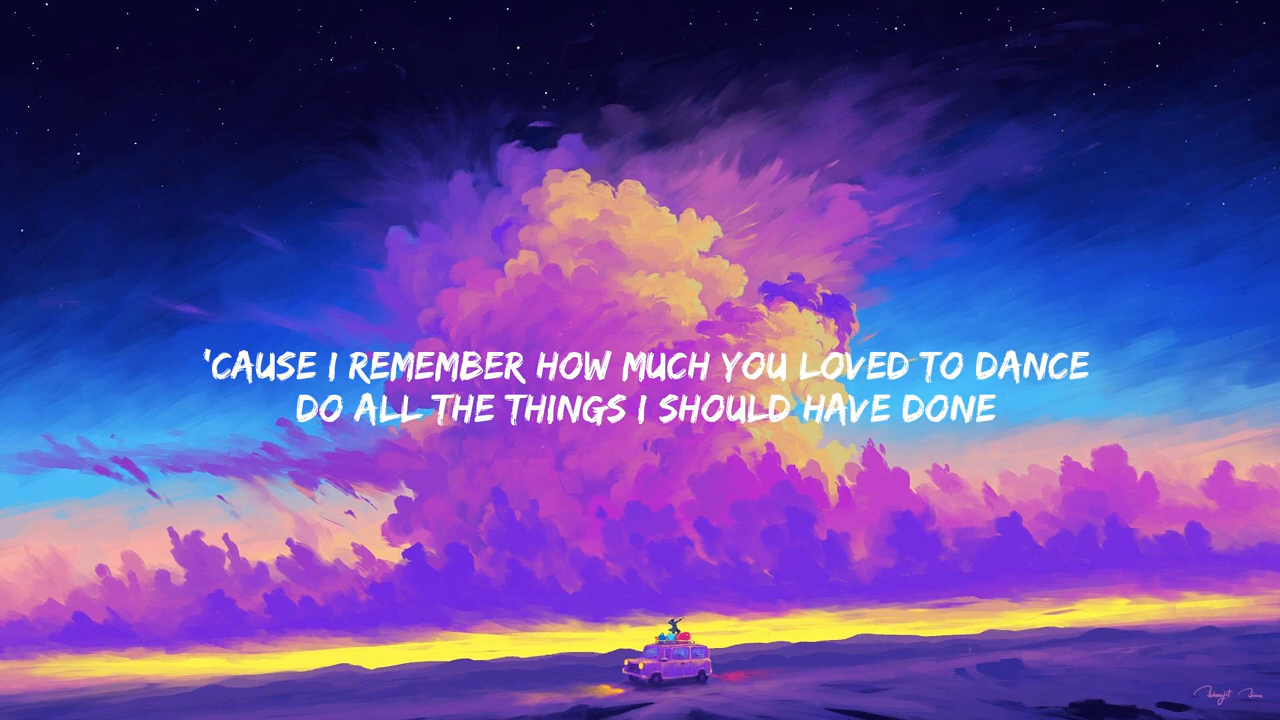 'CAUSE I REMEMBER HOW MUCH YOU LOVED TO DANCE
DO ALL THE THINGS I SHOULD HAVE DONE